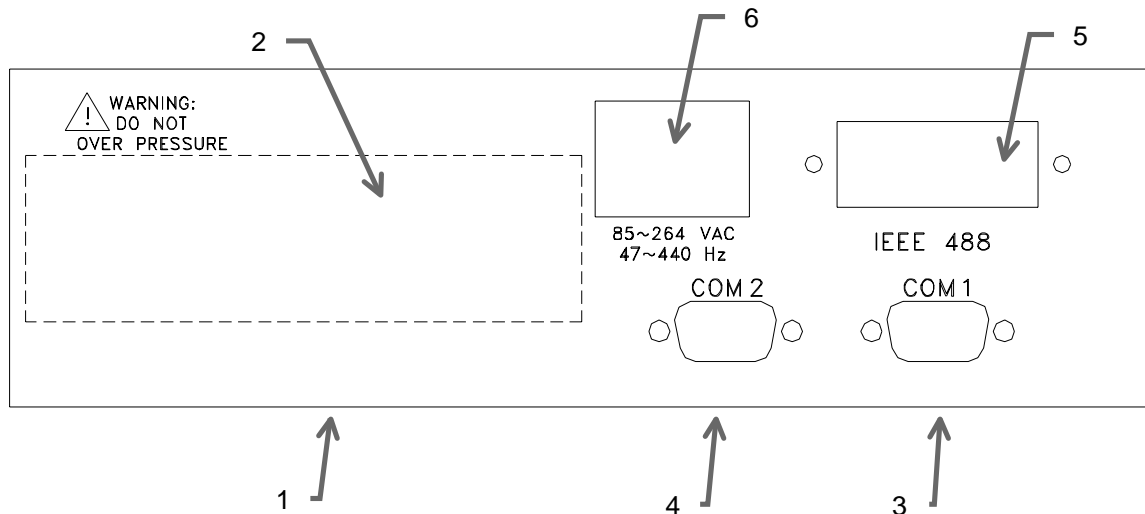 6
2
5
WARNING:
DO NOT
OVER PRESSURE
85~264 VAC
47~440 Hz
IEEE 488
COM 2
COM 1
1
4
3